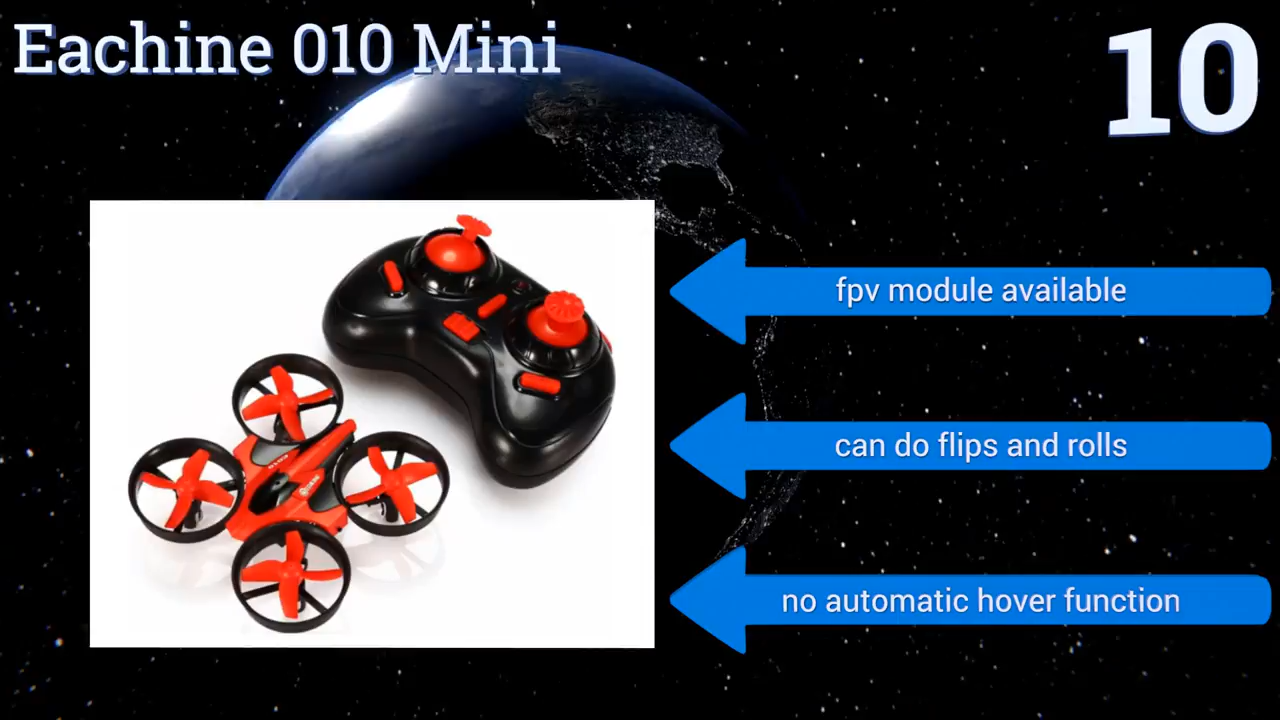 Eachine 010 Mini
10
fpv module available
can do flips and rolls
no automatic hover function